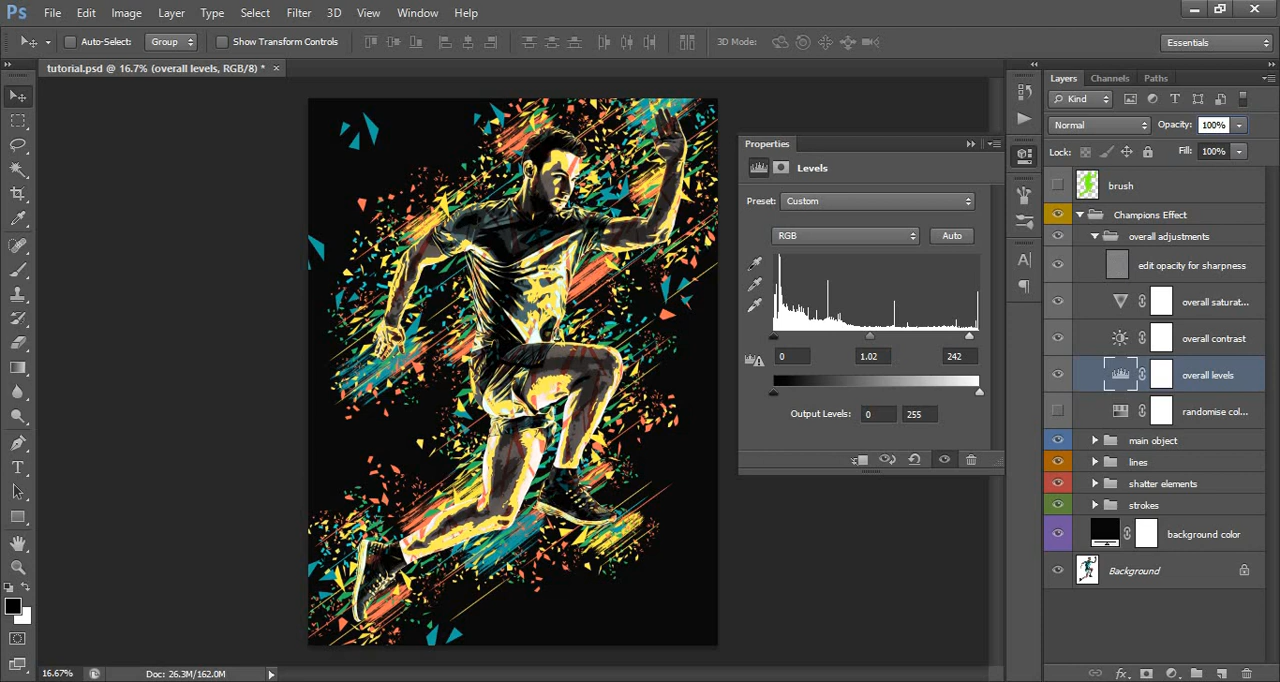 Ps File Edit Image Layer Type Select Filter 3D View Window Help
Auto-Select: Group Show Transform Controls 3D Mode: Essentials
tutorial.psd @ 16.7% (overall levels, RGB/8) * ×
Properties
Levels
Preset: Custom
RGB Auto
0 1.02 242
Output Levels: 0 255
Layers Channels Paths
Kind
Normal Opacity: 100%
Lock: Fill: 100%
brush
Champions Effect
overall adjustments
edit opacity for sharpness
overall saturat...
overall contrast
overall levels
randomise col...
main object
lines
shatter elements
strokes
background color
Background
16.67% Doc: 26.3M/162.0M